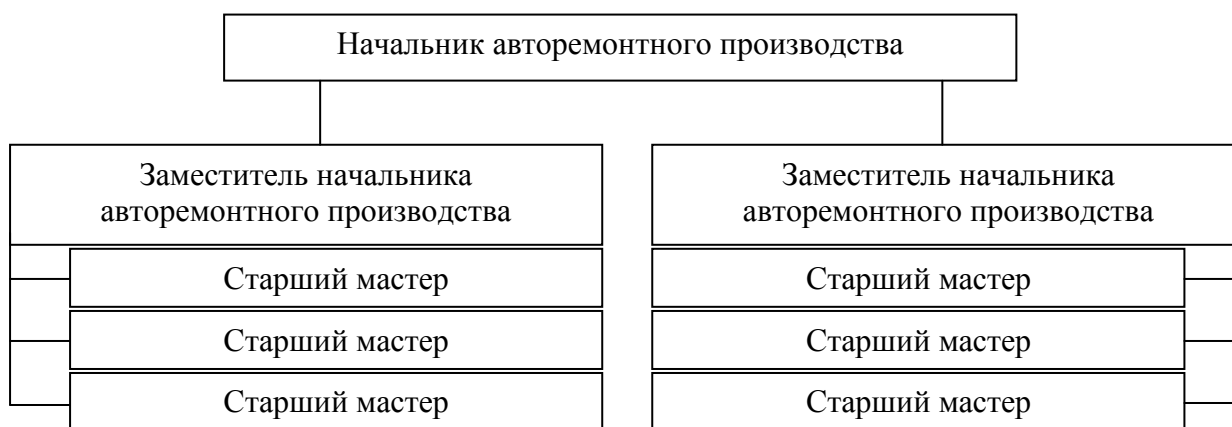 Начальник авторемонтного производства
Заместитель начальника
авторемонтного производства
Старший мастер
Старший мастер
Старший мастер
Заместитель начальника
авторемонтного производства
Старший мастер
Старший мастер
Старший мастер